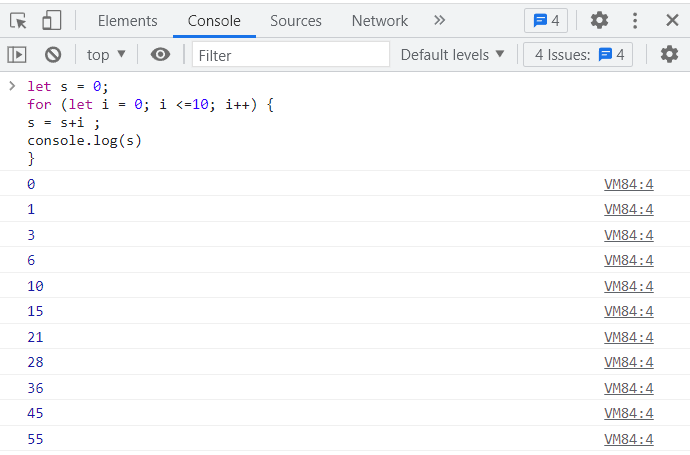 Elements Console Sources Network » 4
top ▼ Filter Default levels ▼ 4 Issues: 4
> let s = 0;
for (let i = 0; i <=10; i++) {
s = s+i ;
console.log(s)
}
0 VM84:4
1 VM84:4
3 VM84:4
6 VM84:4
10 VM84:4
15 VM84:4
21 VM84:4
28 VM84:4
36 VM84:4
45 VM84:4
55 VM84:4